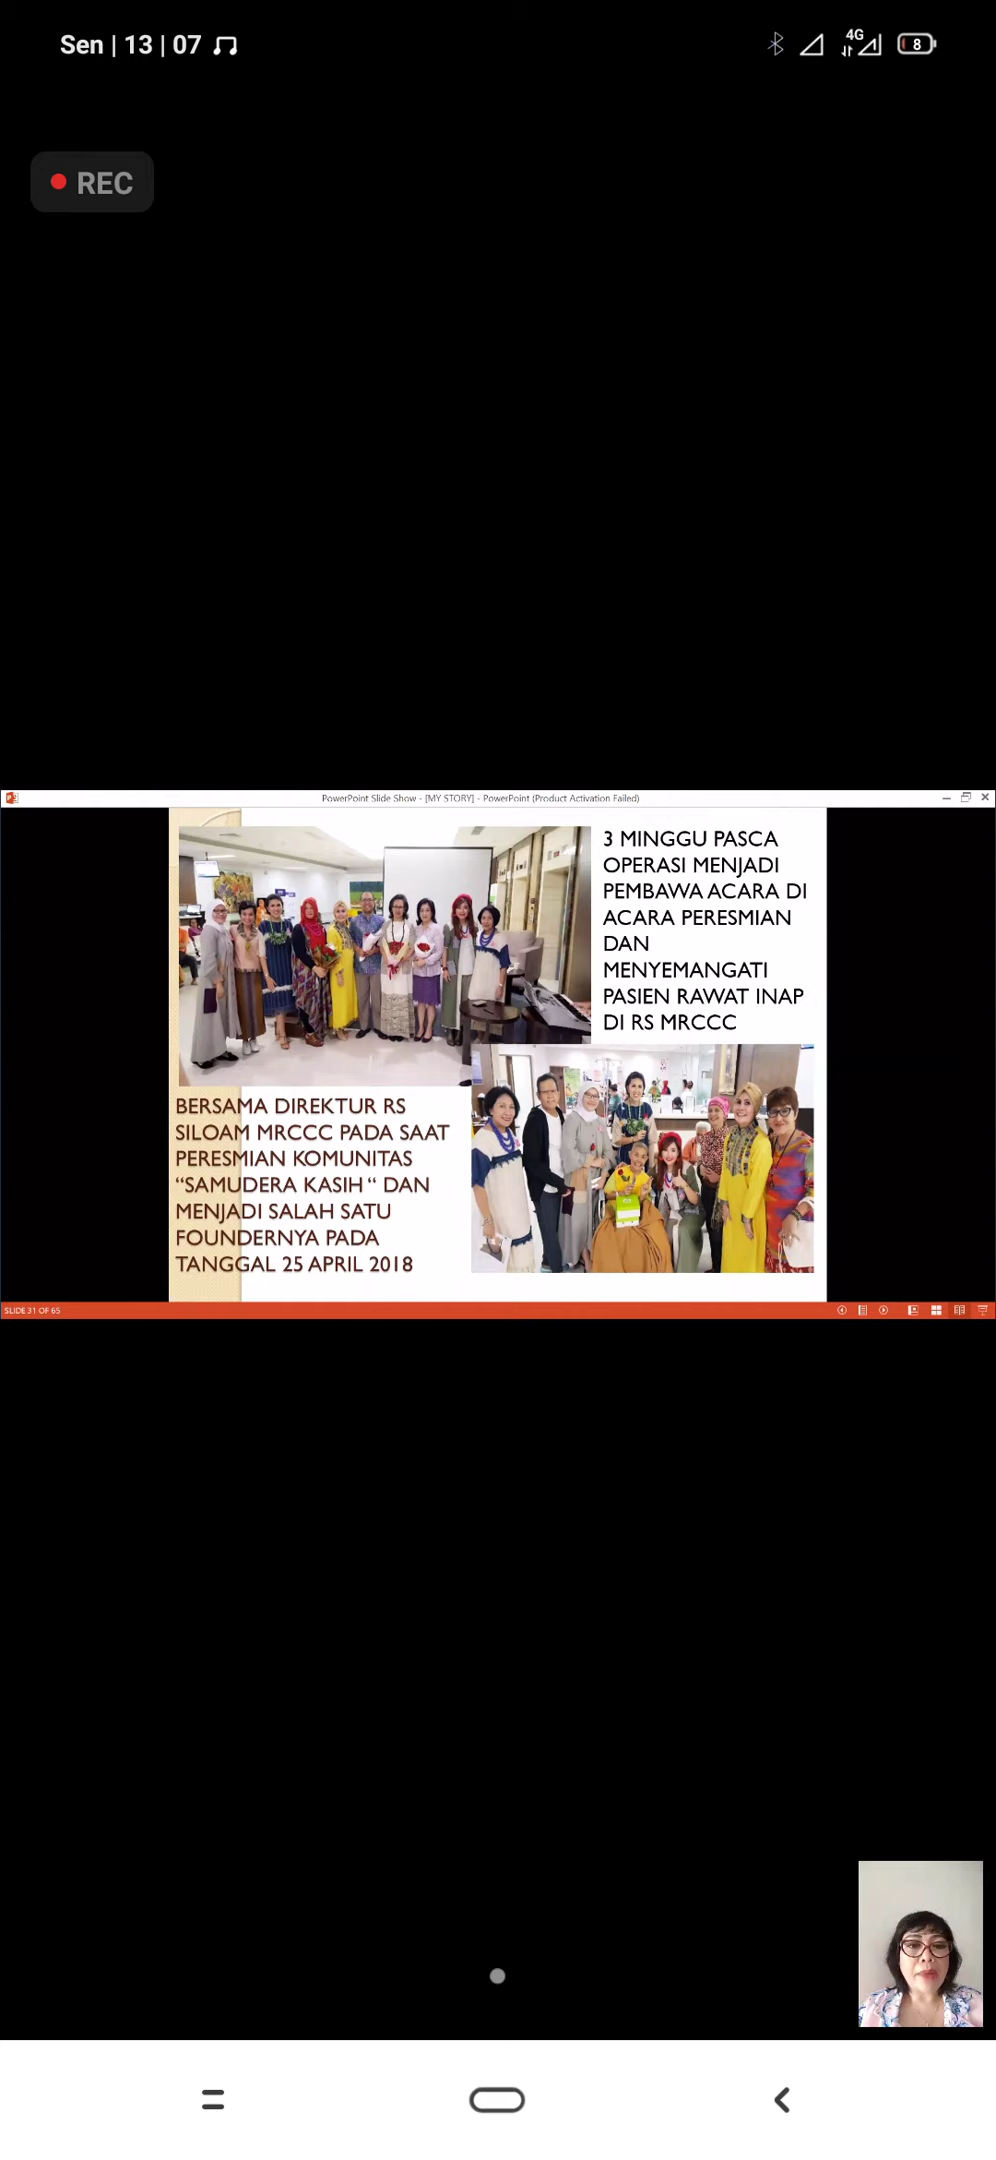 Sen | 13 | 07
4G
8
REC
PowerPoint Slide Show - [MY STORY] - PowerPoint (Product Activation Failed)
3 MINGGU PASCA
OPERASI MENJADI
PEMBAWA ACARA DI
ACARA PERESMIAN
DAN
MENYEMANGATI
PASIEN RAWAT INAP
DI RS MRCCC
BERSAMA DIREKTUR RS
SILOAM MRCCC PADA SAAT
PERESMIAN KOMUNITAS
“SAMUDERA KASIH “ DAN
MENJADI SALAH SATU
FOUNDERNYA PADA
TANGGAL 25 APRIL 2018
SLIDE 31 OF 65